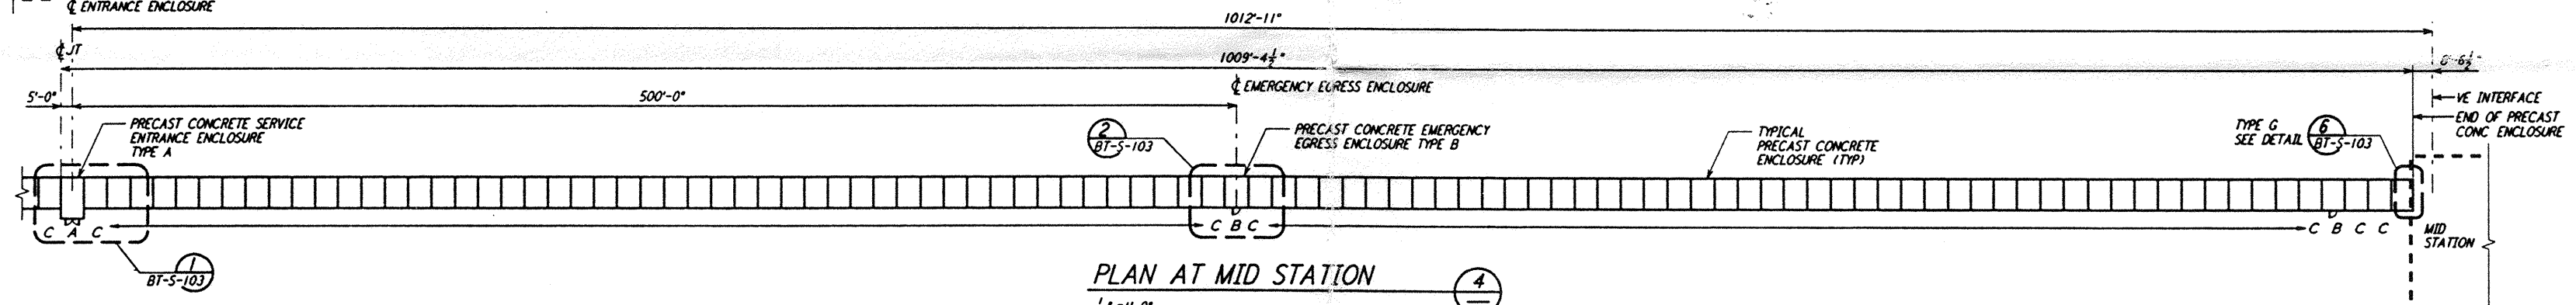 ℄ ENTRANCE ENCLOSURE
1012'-11"
℄ JT
1009'-4½"
℄ EMERGENCY EGRESS ENCLOSURE
5'-0"
500'-0"
VE INTERFACE
END OF PRECAST
CONC ENCLOSURE
PRECAST CONCRETE SERVICE
ENTRANCE ENCLOSURE
TYPE A
2
BT-S-103
PRECAST CONCRETE EMERGENCY
EGRESS ENCLOSURE TYPE B
TYPICAL
PRECAST CONCRETE
ENCLOSURE (TYP)
TYPE G
SEE DETAIL
6
BT-S-103
C A C
C B C
C B C C
MID
STATION
1
BT-S-103
PLAN AT MID STATION
4